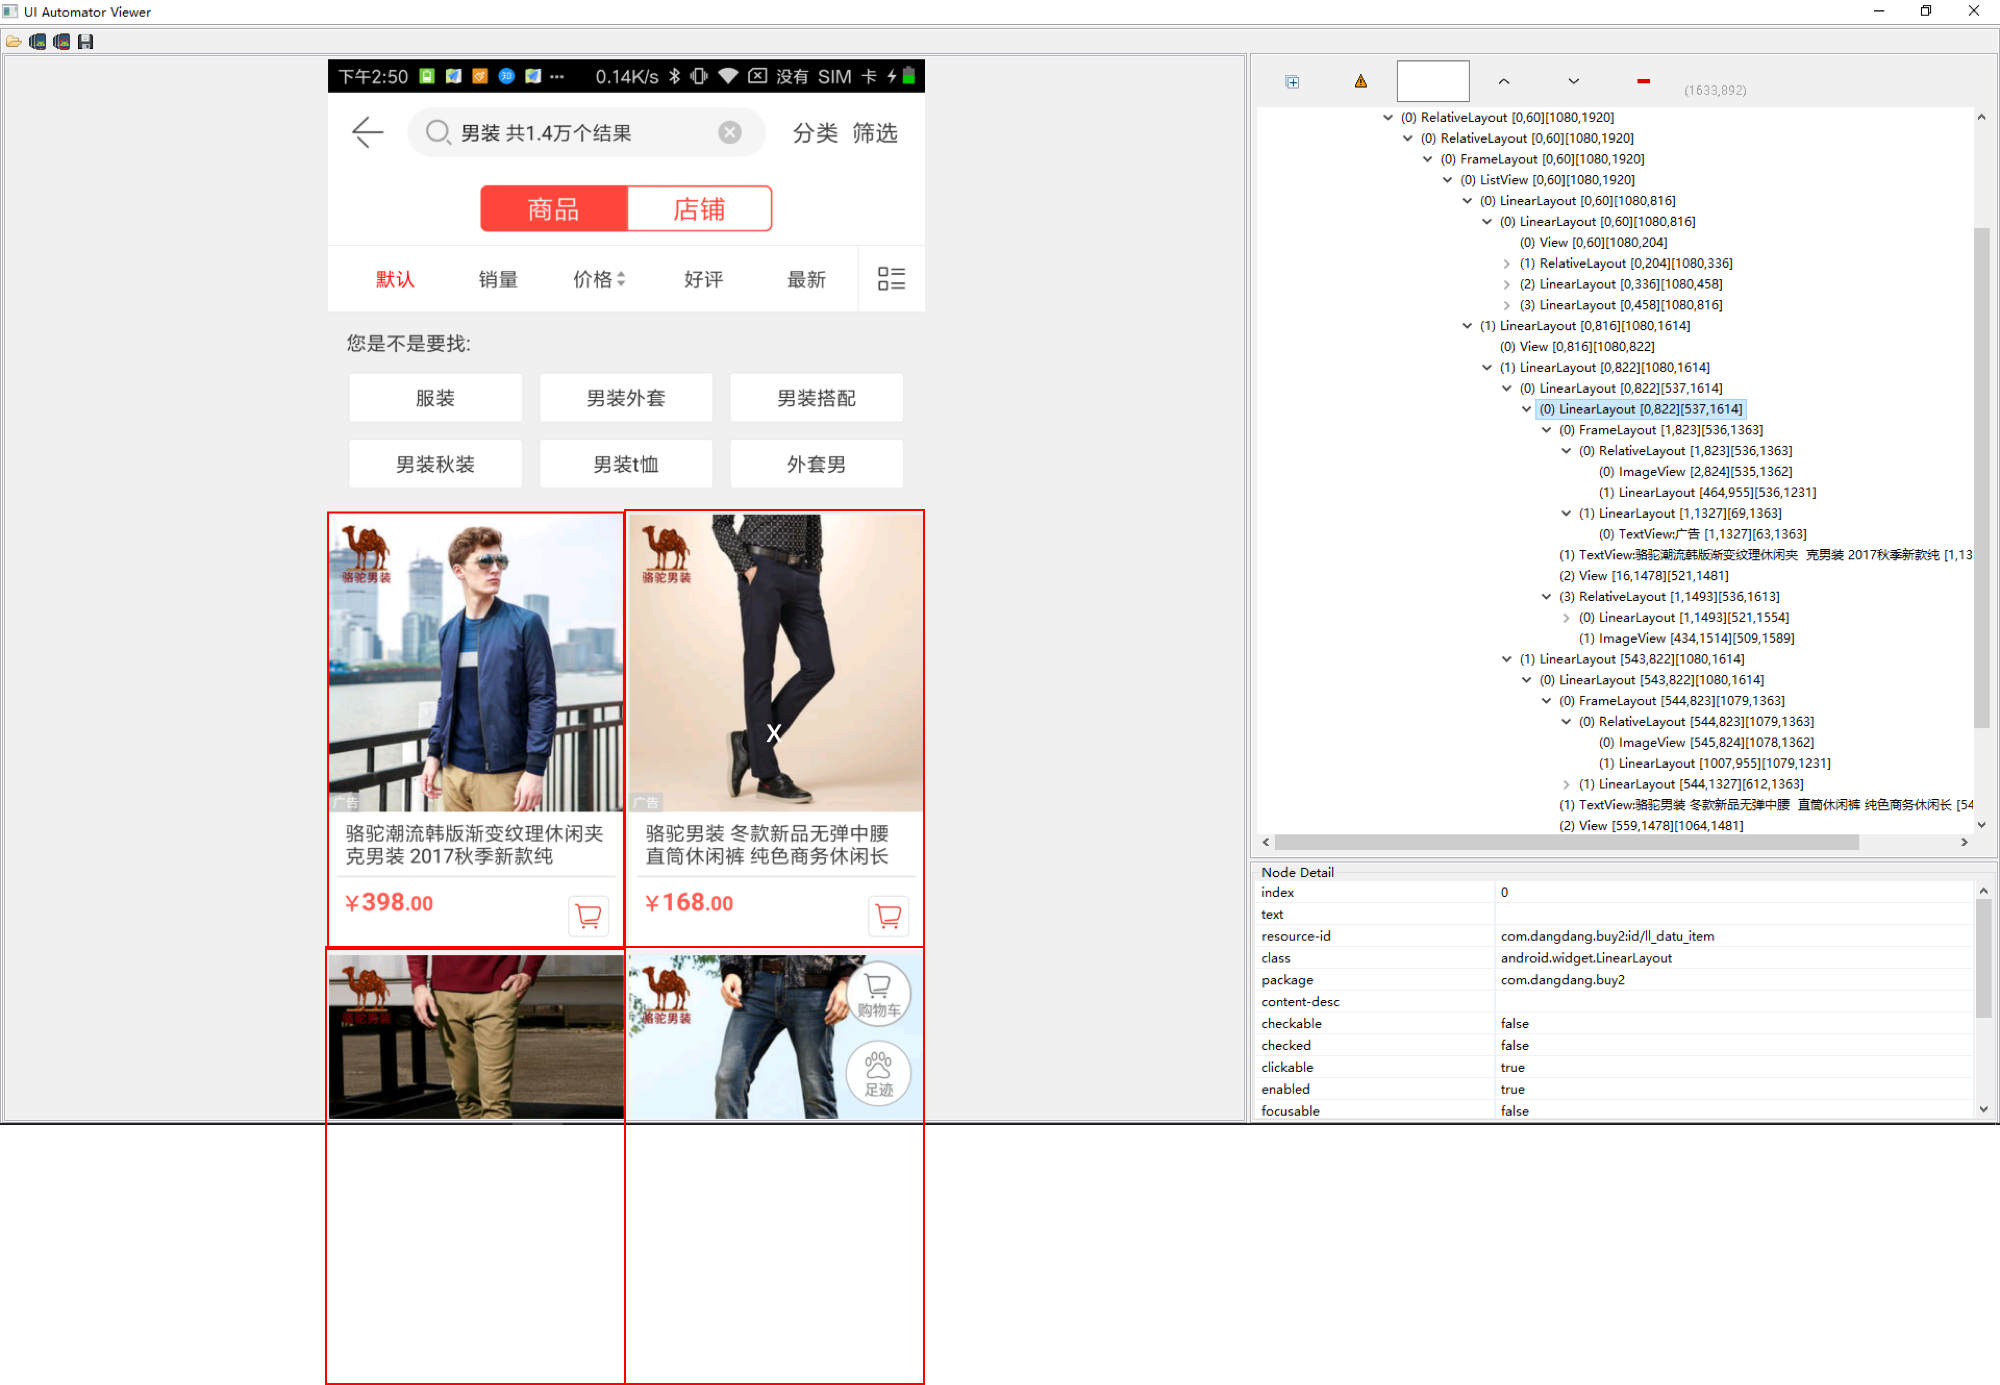 UI Automator Viewer
下午2:50 ··· 0.14K/s 没有 SIM 卡
男装 共1.4万个结果
分类 筛选
商品 店铺
默认 销量 价格 好评 最新
您是不是要找:
服装 男装外套 男装搭配
男装秋装 男装t恤 外套男
骆驼男装 骆驼男装
X
广告 广告
骆驼潮流韩版渐变纹理休闲夹
克男装 2017秋季新款纯
骆驼男装 冬款新品无弹中腰
直筒休闲裤 纯色商务休闲长
¥398.00 ¥168.00
骆驼男装 骆驼男装
购物车
足迹
(1633,892)
(0) RelativeLayout [0,60][1080,1920]
(0) RelativeLayout [0,60][1080,1920]
(0) FrameLayout [0,60][1080,1920]
(0) ListView [0,60][1080,1920]
(0) LinearLayout [0,60][1080,816]
(0) LinearLayout [0,60][1080,816]
(0) View [0,60][1080,204]
(1) RelativeLayout [0,204][1080,336]
(2) LinearLayout [0,336][1080,458]
(3) LinearLayout [0,458][1080,816]
(1) LinearLayout [0,816][1080,1614]
(0) View [0,816][1080,822]
(1) LinearLayout [0,822][1080,1614]
(0) LinearLayout [0,822][537,1614]
(0) LinearLayout [0,822][537,1614]
(0) FrameLayout [1,823][536,1363]
(0) RelativeLayout [1,823][536,1363]
(0) ImageView [2,824][535,1362]
(1) LinearLayout [464,955][536,1231]
(1) LinearLayout [1,1327][69,1363]
(0) TextView:广告 [1,1327][63,1363]
(1) TextView:骆驼潮流韩版渐变纹理休闲夹 克男装 2017秋季新款纯 [1,13
(2) View [16,1478][521,1481]
(3) RelativeLayout [1,1493][536,1613]
(0) LinearLayout [1,1493][521,1554]
(1) ImageView [434,1514][509,1589]
(1) LinearLayout [543,822][1080,1614]
(0) LinearLayout [543,822][1080,1614]
(0) FrameLayout [544,823][1079,1363]
(0) RelativeLayout [544,823][1079,1363]
(0) ImageView [545,824][1078,1362]
(1) LinearLayout [1007,955][1079,1231]
(1) LinearLayout [544,1327][612,1363]
(1) TextView:骆驼男装 冬款新品无弹中腰 直筒休闲裤 纯色商务休闲长 [54
(2) View [559,1478][1064,1481]
Node Detail
index 0
text
resource-id com.dangdang.buy2:id/ll_datu_item
class android.widget.LinearLayout
package com.dangdang.buy2
content-desc
checkable false
checked false
clickable true
enabled true
focusable false